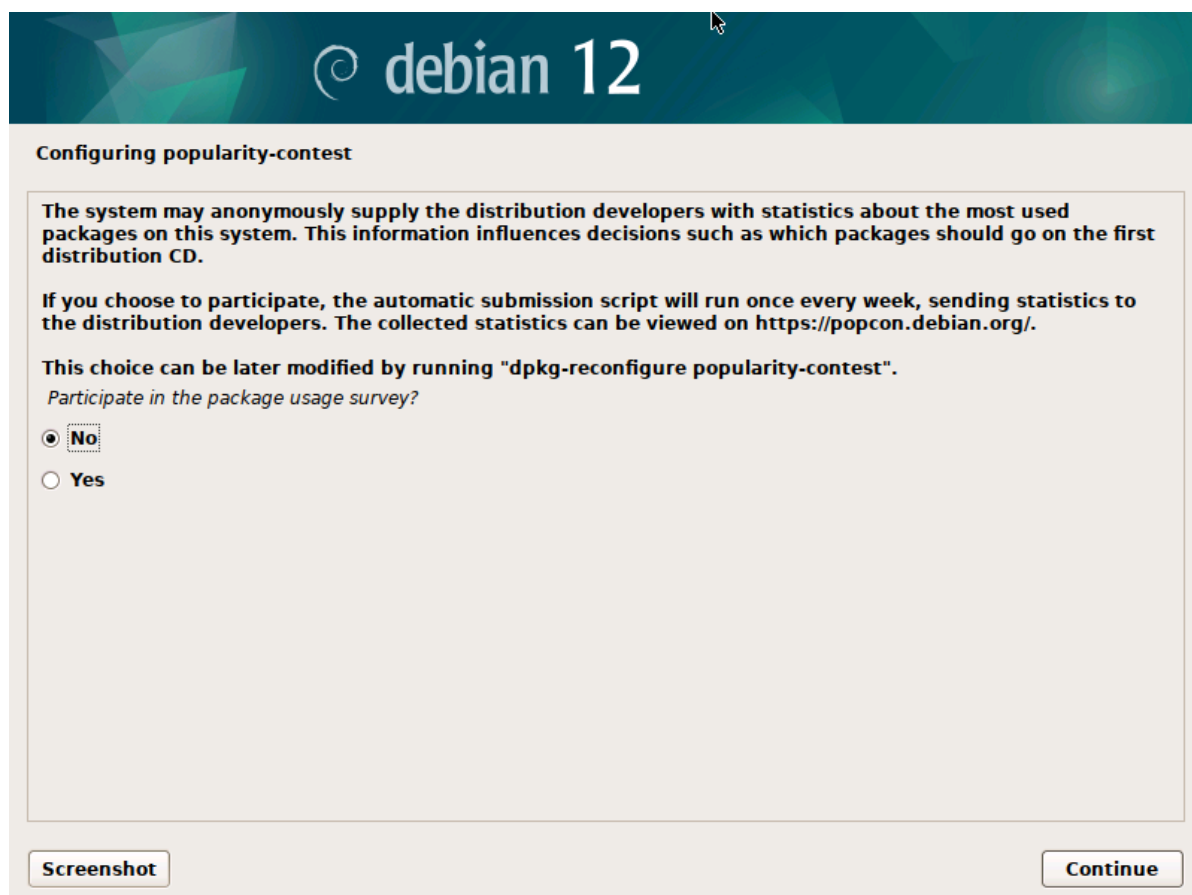 debian 12
Configuring popularity-contest
The system may anonymously supply the distribution developers with statistics about the most used
packages on this system. This information influences decisions such as which packages should go on the first
distribution CD.
If you choose to participate, the automatic submission script will run once every week, sending statistics to
the distribution developers. The collected statistics can be viewed on https://popcon.debian.org/.
This choice can be later modified by running "dpkg-reconfigure popularity-contest".
Participate in the package usage survey?
No
Yes
Screenshot
Continue